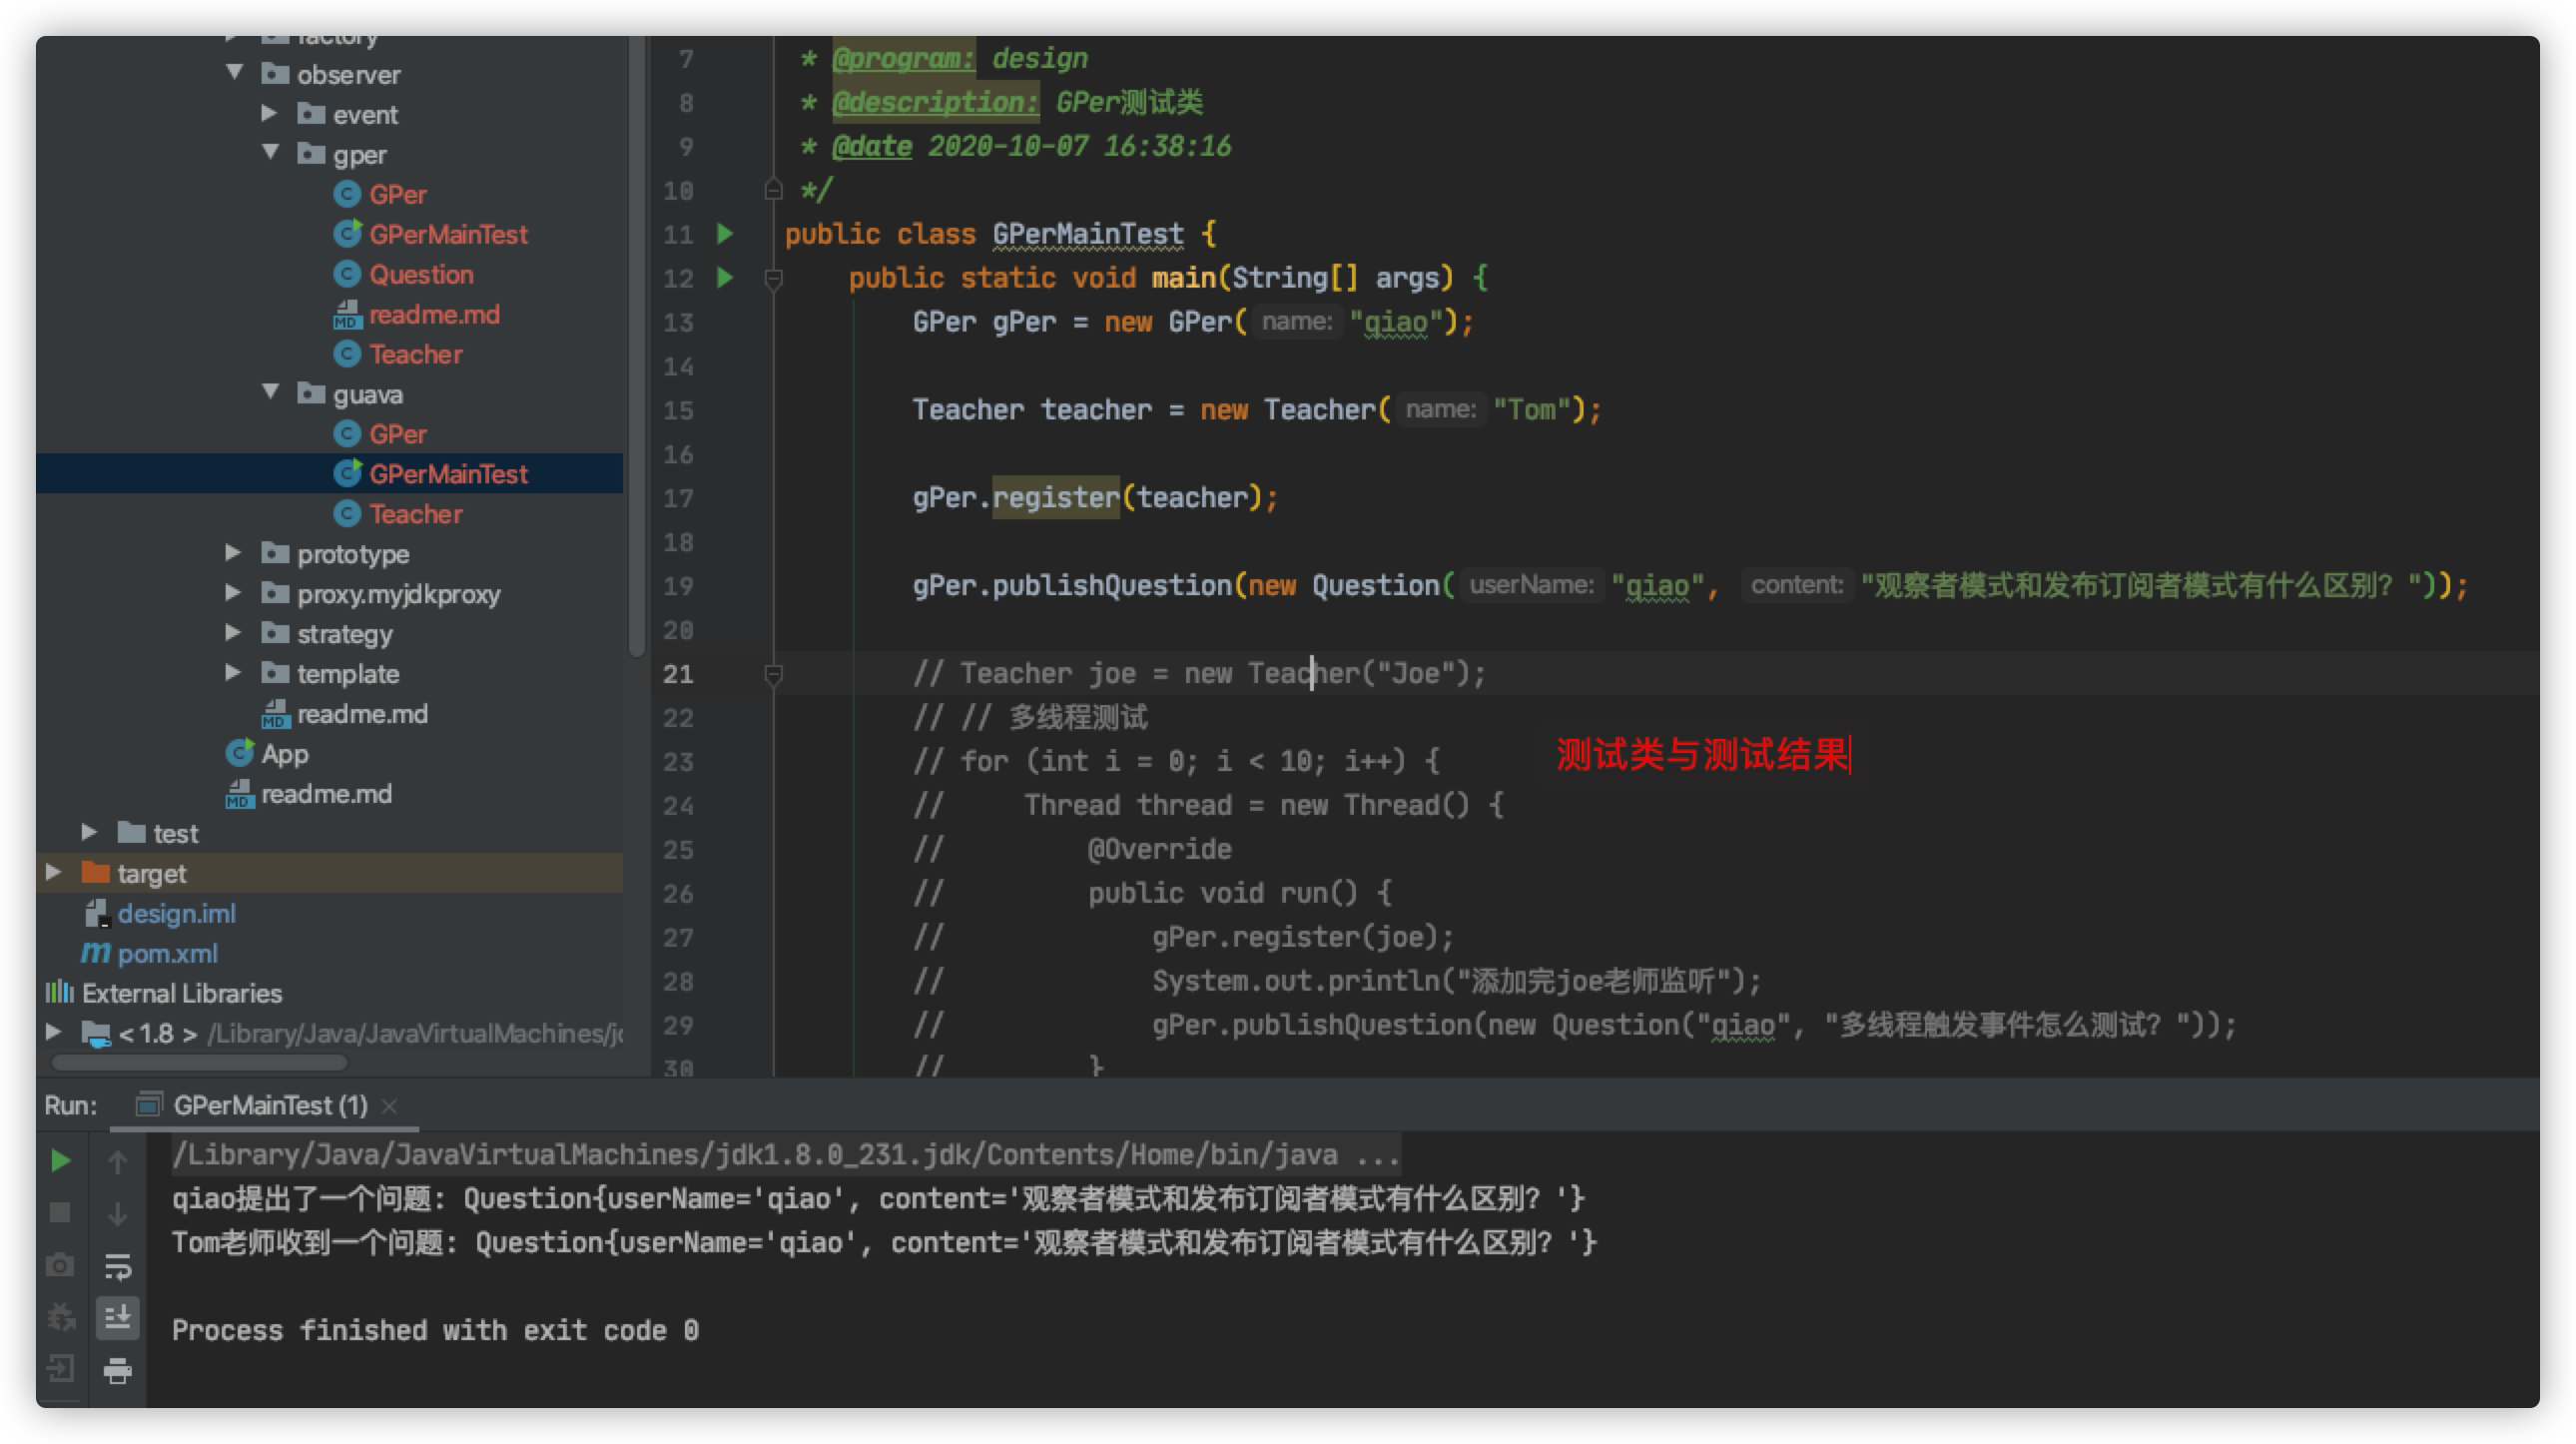 factory
observer
event
gper
GPer
GPerMainTest
Question
readme.md
Teacher
guava
GPer
GPerMainTest
Teacher
prototype
proxy.myjdkproxy
strategy
template
readme.md
App
readme.md
test
target
design.iml
pom.xml
External Libraries
< 1.8 > /Library/Java/JavaVirtualMachines/jd
7 * @program: design
8 * @description: GPer测试类
9 * @date 2020-10-07 16:38:16
10 */
11 public class GPerMainTest {
12 public static void main(String[] args) {
13 GPer gPer = new GPer( name: "qiao");
14
15 Teacher teacher = new Teacher( name: "Tom");
16
17 gPer.register(teacher);
18
19 gPer.publishQuestion(new Question( userName: "qiao", content: "观察者模式和发布订阅者模式有什么区别？"));
20
21 // Teacher joe = new Teacher("Joe");
22 // // 多线程测试
23 // for (int i = 0; i < 10; i++) {
测试类与测试结果
24 // Thread thread = new Thread() {
25 // @Override
26 // public void run() {
27 // gPer.register(joe);
28 // System.out.println("添加完joe老师监听");
29 // gPer.publishQuestion(new Question("qiao", "多线程触发事件怎么测试？"));
30 // }
Run: GPerMainTest (1)
/Library/Java/JavaVirtualMachines/jdk1.8.0_231.jdk/Contents/Home/bin/java ...
qiao提出了一个问题: Question{userName='qiao', content='观察者模式和发布订阅者模式有什么区别？'}
Tom老师收到一个问题: Question{userName='qiao', content='观察者模式和发布订阅者模式有什么区别？'}
Process finished with exit code 0